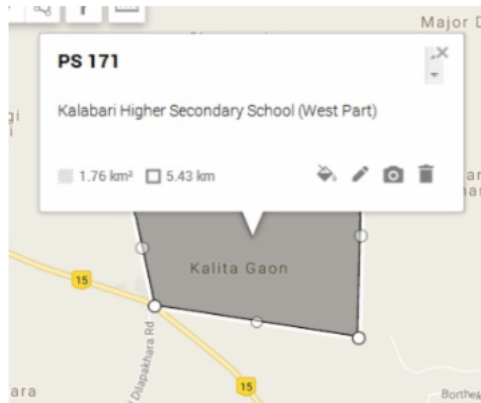 Major D
PS 171
Kalabari Higher Secondary School (West Part)
1.76 km² 5.43 km
Kalita Gaon
15
Dilapakhara Rd
15
ara
Borthe